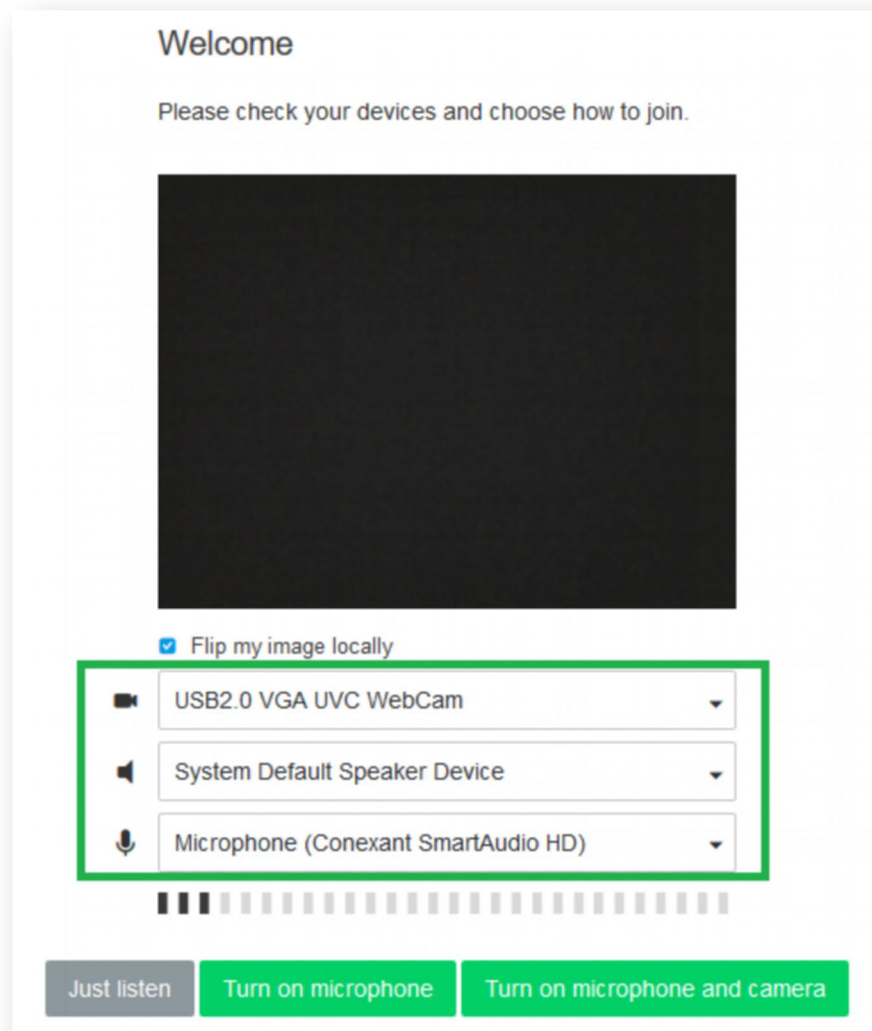 Welcome
Please check your devices and choose how to join.
Flip my image locally
USB2.0 VGA UVC WebCam
System Default Speaker Device
Microphone (Conexant SmartAudio HD)
Just listen
Turn on microphone
Turn on microphone and camera